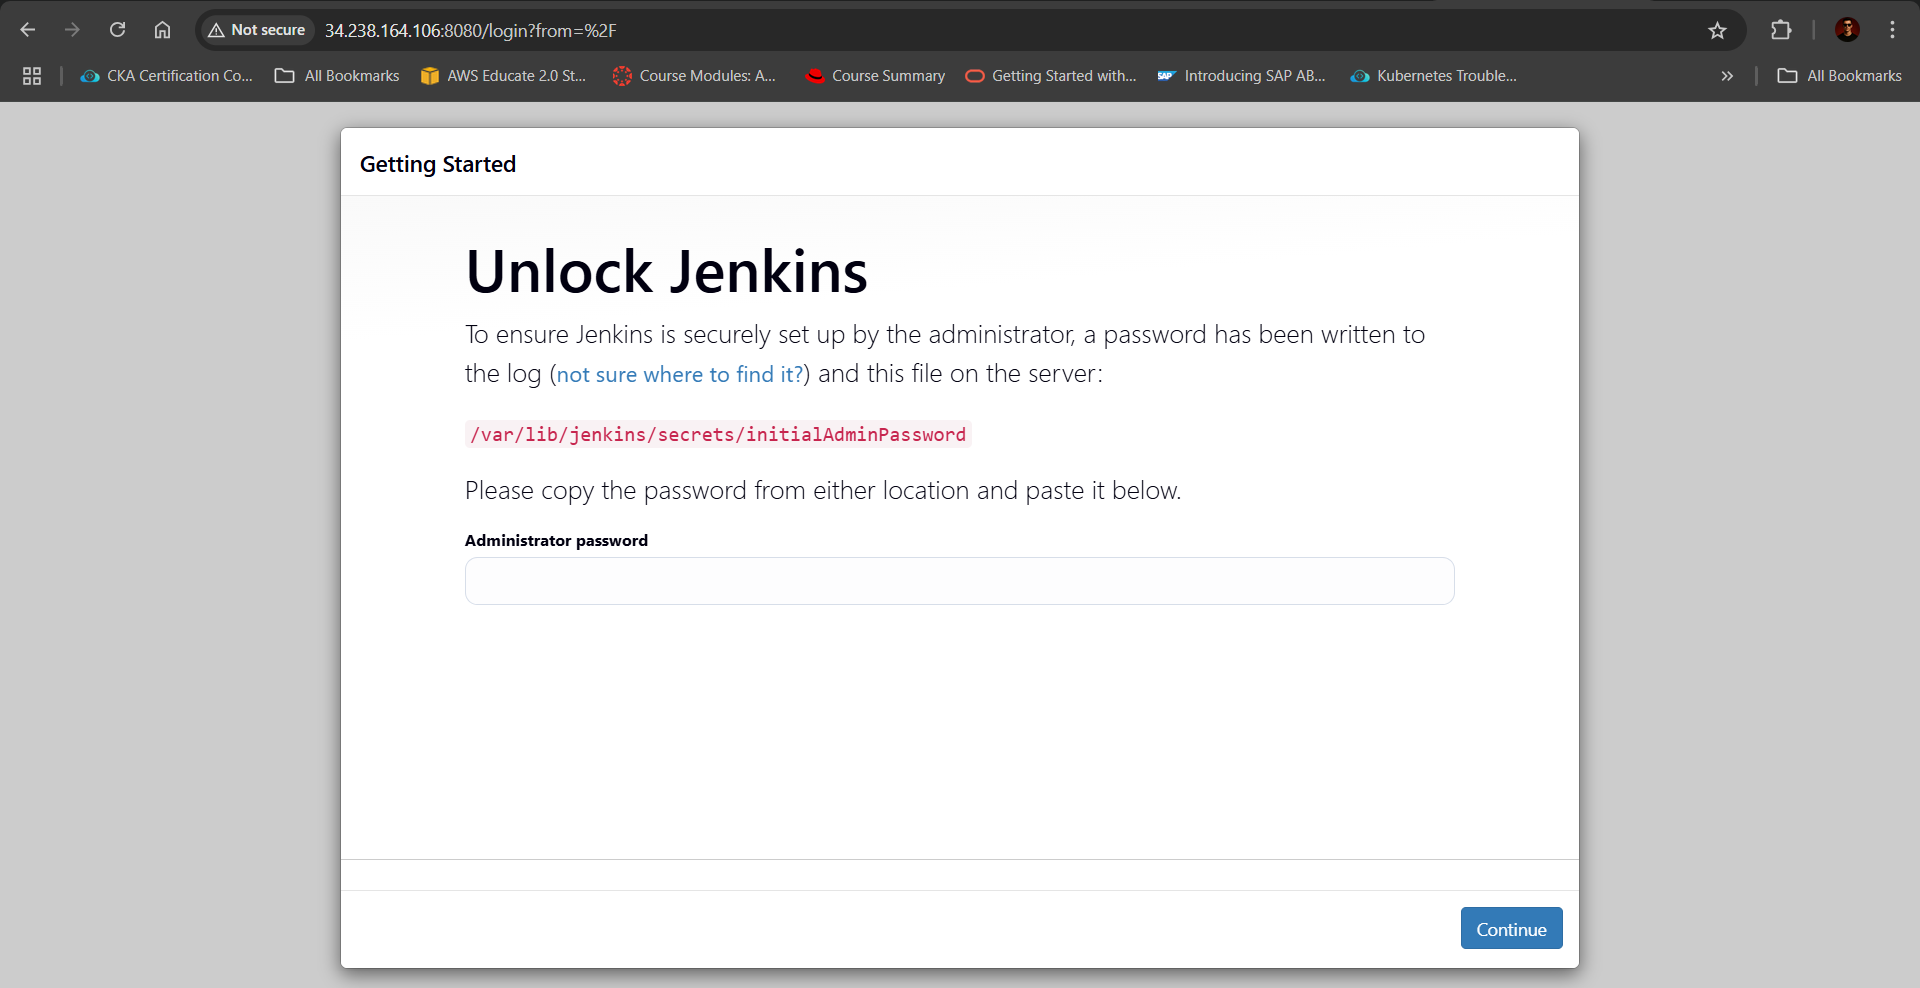 Not secure 34.238.164.106:8080/login?from=%2F
CKA Certification Co... All Bookmarks AWS Educate 2.0 St... Course Modules: A... Course Summary Getting Started with... SAP Introducing SAP AB... Kubernetes Trouble... » All Bookmarks
Getting Started
Unlock Jenkins
To ensure Jenkins is securely set up by the administrator, a password has been written to
the log (not sure where to find it?) and this file on the server:
/var/lib/jenkins/secrets/initialAdminPassword
Please copy the password from either location and paste it below.
Administrator password
Continue